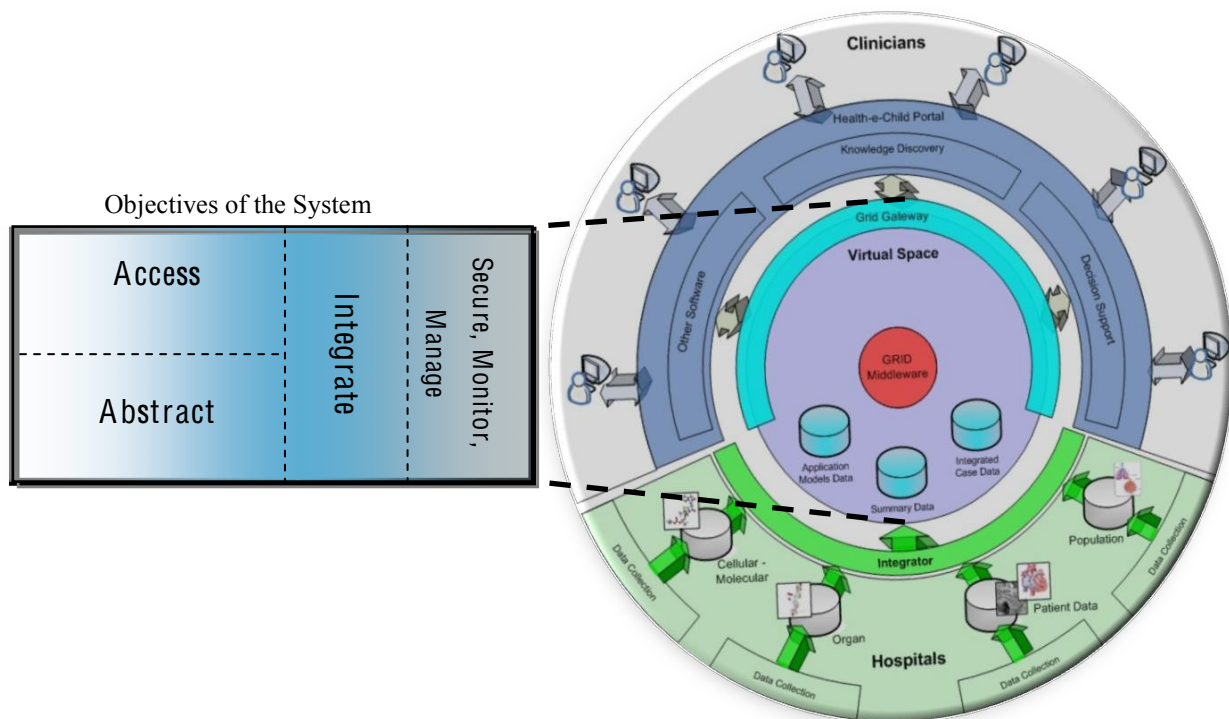 Objectives of the System
Access
Abstract
Integrate
Secure, Monitor,
Manage
Clinicians
Health-e-Child Portal
Knowledge Discovery
Other Software
Decision Support
Grid Gateway
Virtual Space
GRID
Middleware
Application
Models Data
Summary Data
Integrated
Case Data
Integrator
Cellular -
Molecular
Organ
Patient Data
Population
Hospitals
Data Collection
Data Collection
Data Collection
Data Collection